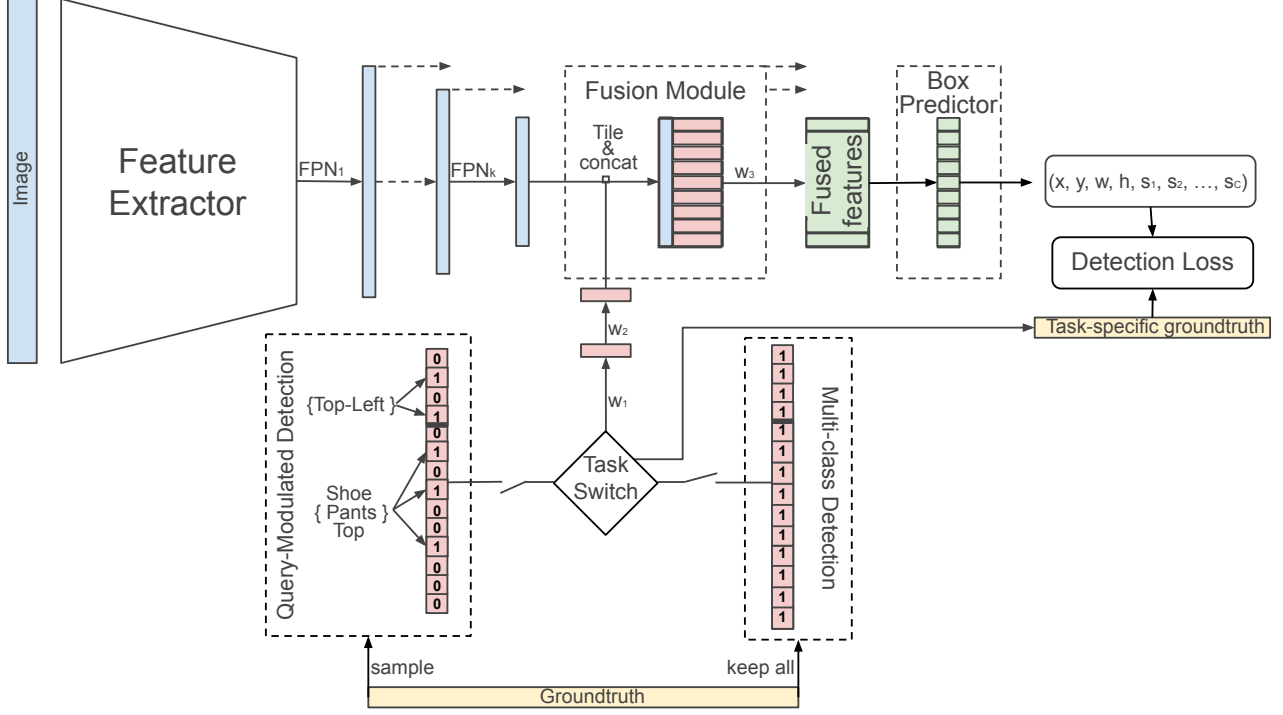 Image
Feature
Extractor
FPN₁
FPNₖ
Fusion Module
Tile
&
concat
w₃
Fused
features
Box
Predictor
(x, y, w, h, s₁, s₂, …, s_C)
Detection Loss
Task-specific groundtruth
w₂
w₁
Task
Switch
Query-Modulated Detection
{Top-Left }
Shoe
{ Pants }
Top
0
1
0
1
0
1
0
1
0
0
1
0
0
0
Multi-class Detection
1
1
1
1
1
1
1
1
1
1
1
1
1
1
sample
keep all
Groundtruth